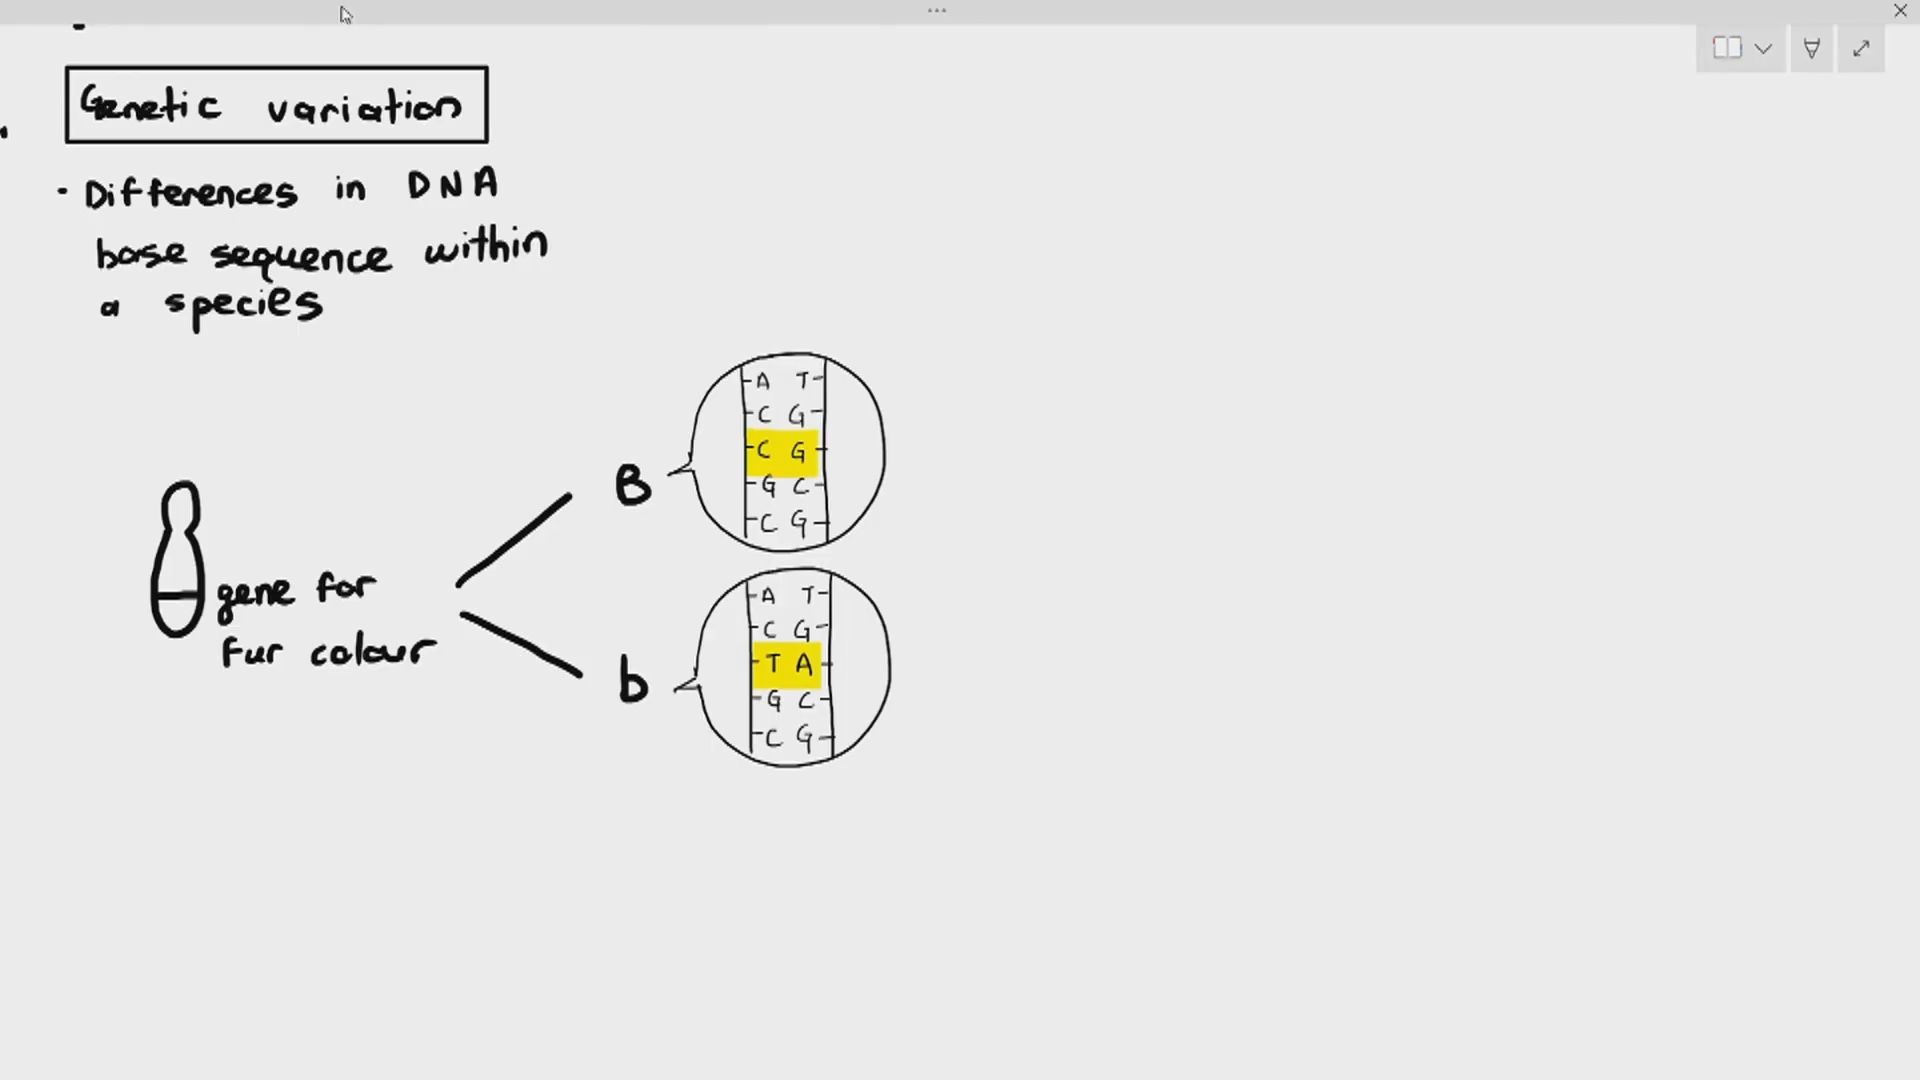 Genetic variation
· Differences in DNA
base sequence within
a species
gene for
fur colour
B
A T
C G
C G
G C
C G
b
A T
C G
T A
G C
C G